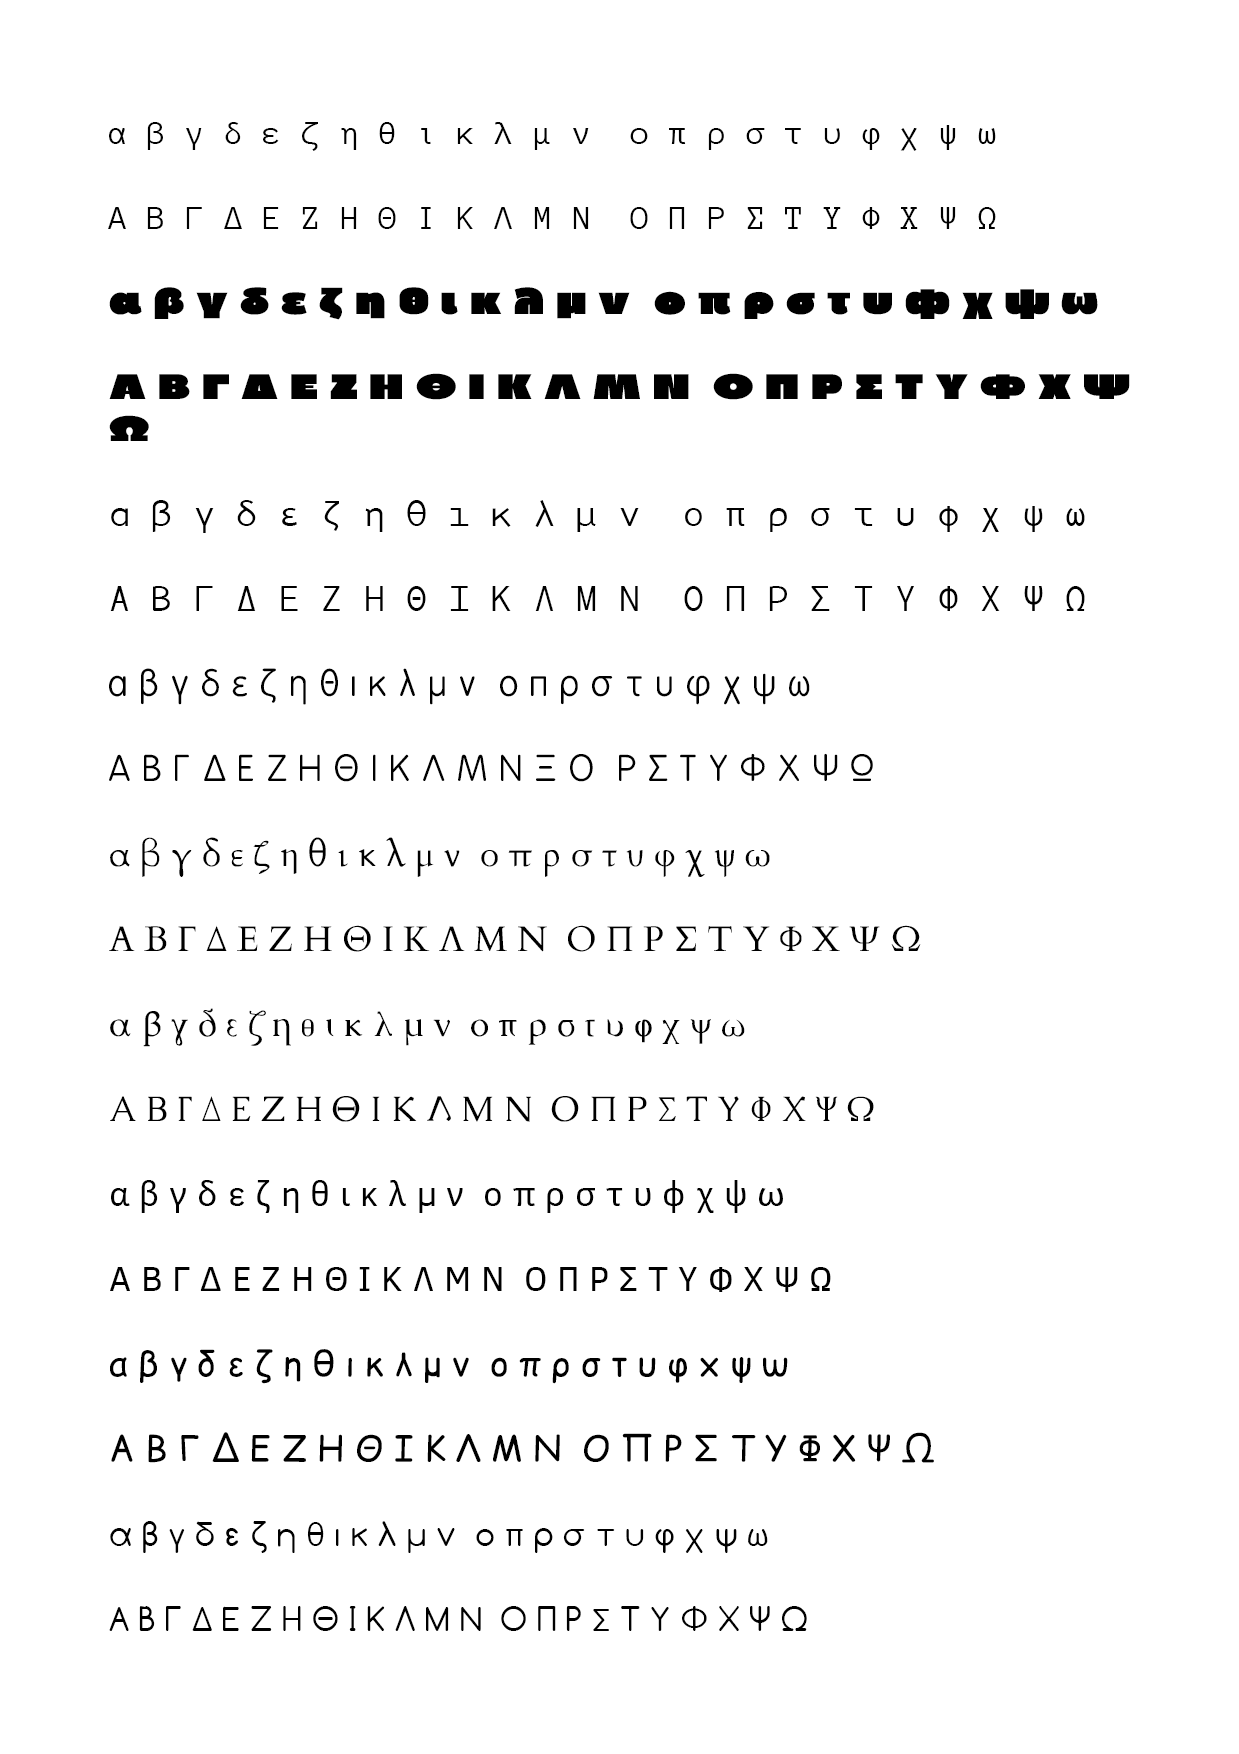 α β γ δ ε ζ η θ ι κ λ μ ν ο π ρ σ τ υ φ χ ψ ω
Α Β Γ Δ Ε Ζ Η Θ Ι Κ Λ Μ Ν Ο Π Ρ Σ Τ Υ Φ Χ Ψ Ω
α β γ δ ε ζ η θ ι κ λ μ ν ο π ρ σ τ υ φ χ ψ ω
Α Β Γ Δ Ε Ζ Η Θ Ι Κ Λ Μ Ν Ο Π Ρ Σ Τ Υ Φ Χ Ψ
Ω
α β γ δ ε ζ η θ ι κ λ μ ν ο π ρ σ τ υ φ χ ψ ω
Α Β Γ Δ Ε Ζ Η Θ Ι Κ Λ Μ Ν Ο Π Ρ Σ Τ Υ Φ Χ Ψ Ω
α β γ δ ε ζ η θ ι κ λ μ ν ο π ρ σ τ υ φ χ ψ ω
Α Β Γ Δ Ε Ζ Η Θ Ι Κ Λ Μ Ν Ξ Ο Ρ Σ Τ Υ Φ Χ Ψ Ω
α β γ δ ε ζ η θ ι κ λ μ ν ο π ρ σ τ υ φ χ ψ ω
Α Β Γ Δ Ε Ζ Η Θ Ι Κ Λ Μ Ν Ο Π Ρ Σ Τ Υ Φ Χ Ψ Ω
α β γ δ ε ζ η θ ι κ λ μ ν ο π ρ σ τ υ φ χ ψ ω
Α Β Γ Δ Ε Ζ Η Θ Ι Κ Λ Μ Ν Ο Π Ρ Σ Τ Υ Φ Χ Ψ Ω
α β γ δ ε ζ η θ ι κ λ μ ν ο π ρ σ τ υ φ χ ψ ω
Α Β Γ Δ Ε Ζ Η Θ Ι Κ Λ Μ Ν Ο Π Ρ Σ Τ Υ Φ Χ Ψ Ω
α β γ δ ε ζ η θ ι κ λ μ ν ο π ρ σ τ υ φ χ ψ ω
Α Β Γ Δ Ε Ζ Η Θ Ι Κ Λ Μ Ν Ο Π Ρ Σ Τ Υ Φ Χ Ψ Ω
α β γ δ ε ζ η θ ι κ λ μ ν ο π ρ σ τ υ φ χ ψ ω
Α Β Γ Δ Ε Ζ Η Θ Ι Κ Λ Μ Ν Ο Π Ρ Σ Τ Υ Φ Χ Ψ Ω